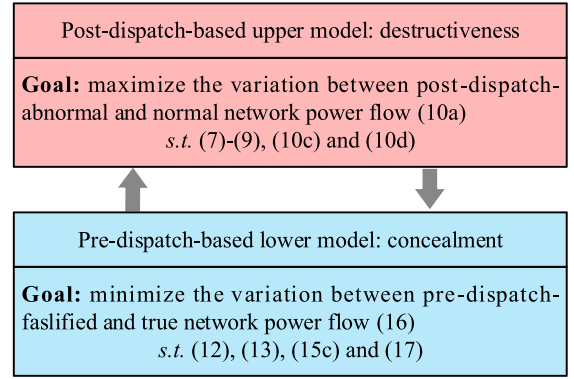 Post-dispatch-based upper model: destructiveness
Goal: maximize the variation between post-dispatch-
abnormal and normal network power flow (10a)
s.t. (7)-(9), (10c) and (10d)
Pre-dispatch-based lower model: concealment
Goal: minimize the variation between pre-dispatch-
faslified and true network power flow (16)
s.t. (12), (13), (15c) and (17)